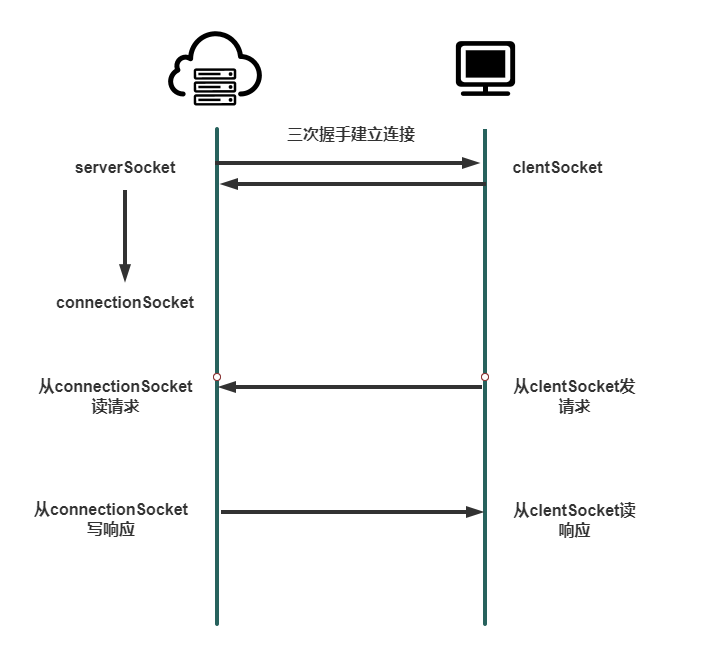 三次握手建立连接
serverSocket
clentSocket
connectionSocket
从connectionSocket
读请求
从clentSocket发
请求
从connectionSocket
写响应
从clentSocket读
响应